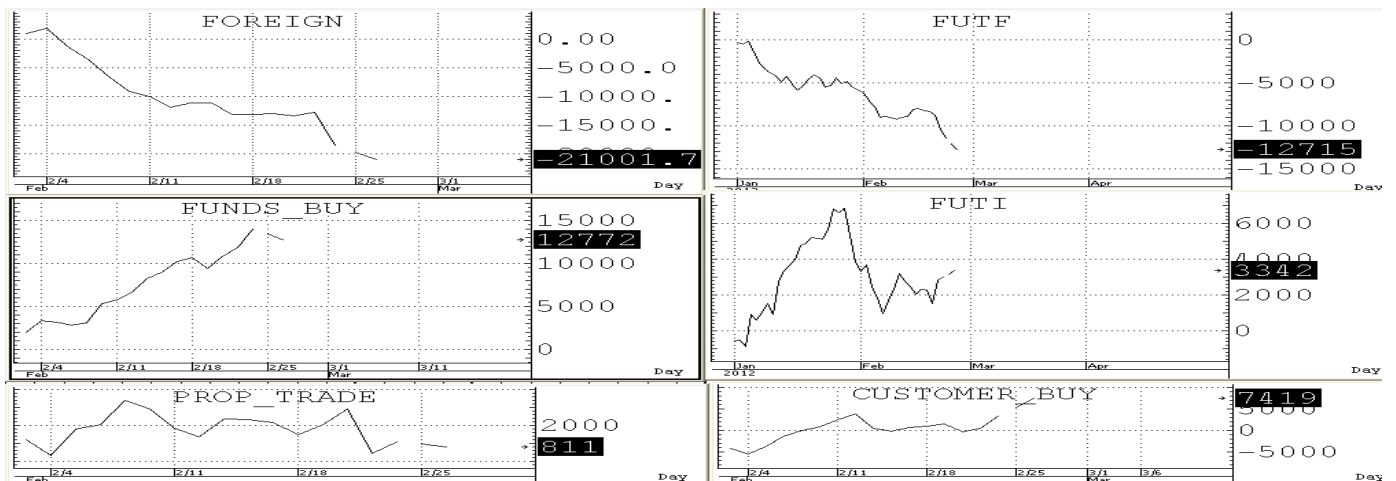 FOREIGN
0.00
-5000.0
-10000.
-15000.
-21001.7
2/4 2/11 2/18 2/25 3/1
Feb Mar
Day
FUTF
0
-5000
-10000
-12715
-15000
Jan Feb Mar Apr
2012
Day
FUNDS_BUY
15000
12772
10000
5000
0
2/4 2/11 2/18 2/25 3/1 3/11
Feb Mar
Day
FUTI
6000
4000
3342
2000
0
Jan Feb Mar Apr
2012
Day
PROP_TRADE
2000
811
2/4 2/11 2/18 2/25
Feb
Day
CUSTOMER_BUY
7419
5000
0
-5000
2/4 2/11 2/18 2/25 3/1 3/6
Feb Mar
Day